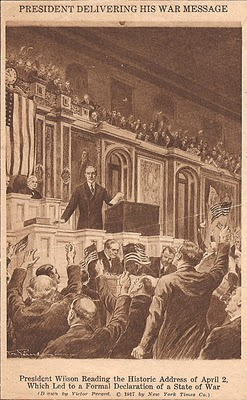 PRESIDENT DELIVERING HIS WAR MESSAGE
President Wilson Reading the Historic Address of April 2,
Which Led to a Formal Declaration of a State of War
(Drawn by Victor Perard. © 1917 by New York Times Co.)